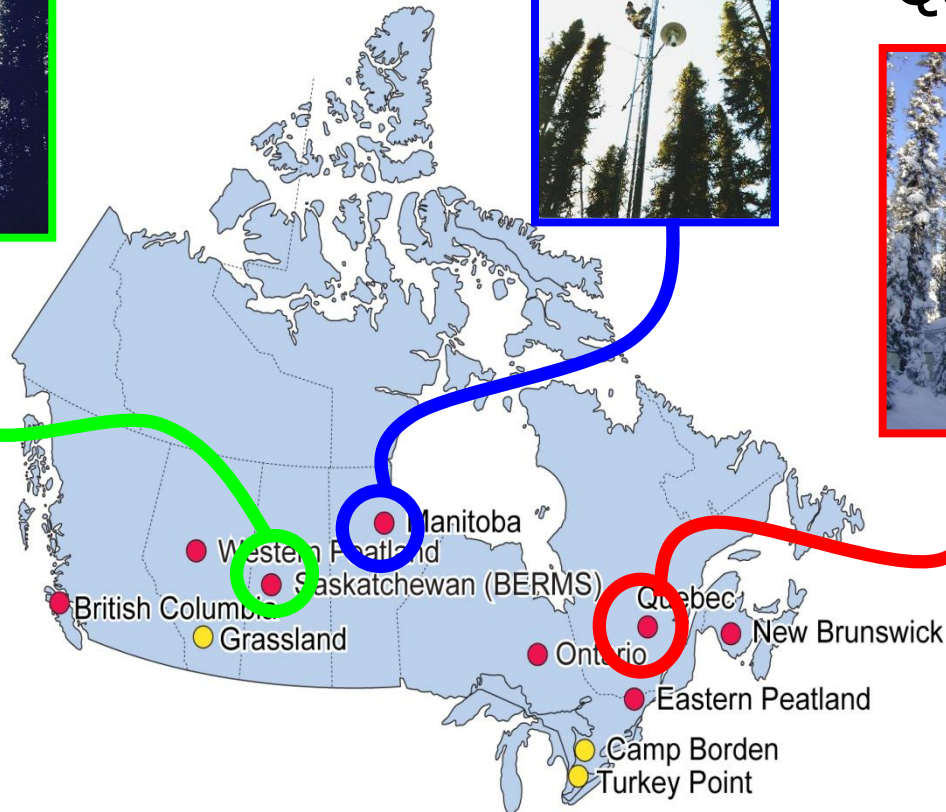 Manitoba
Western Peatland
Saskatchewan (BERMS)
Quebec
British Columbia
New Brunswick
Grassland
Ontario
Eastern Peatland
Camp Borden
Turkey Point